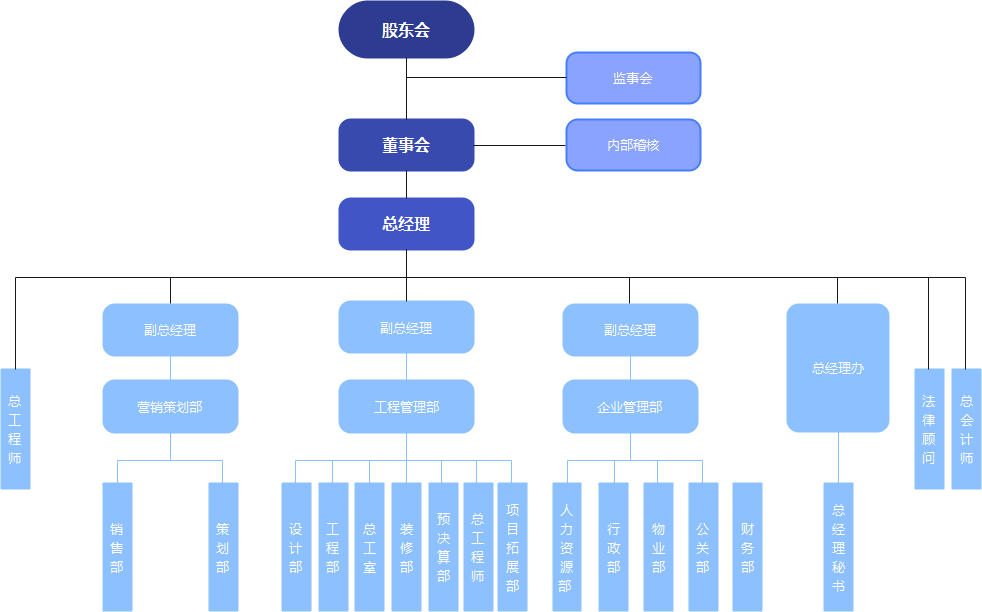 股东会
监事会
董事会
内部稽核
总经理
副总经理
副总经理
副总经理
总经理办
营销策划部
工程管理部
企业管理部
总工程师
法律顾问
总会计师
销售部
策划部
设计部
工程部
总工室
装修部
预决算部
总工程师
项目拓展部
人力资源部
行政部
物业部
公关部
财务部
总经理秘书